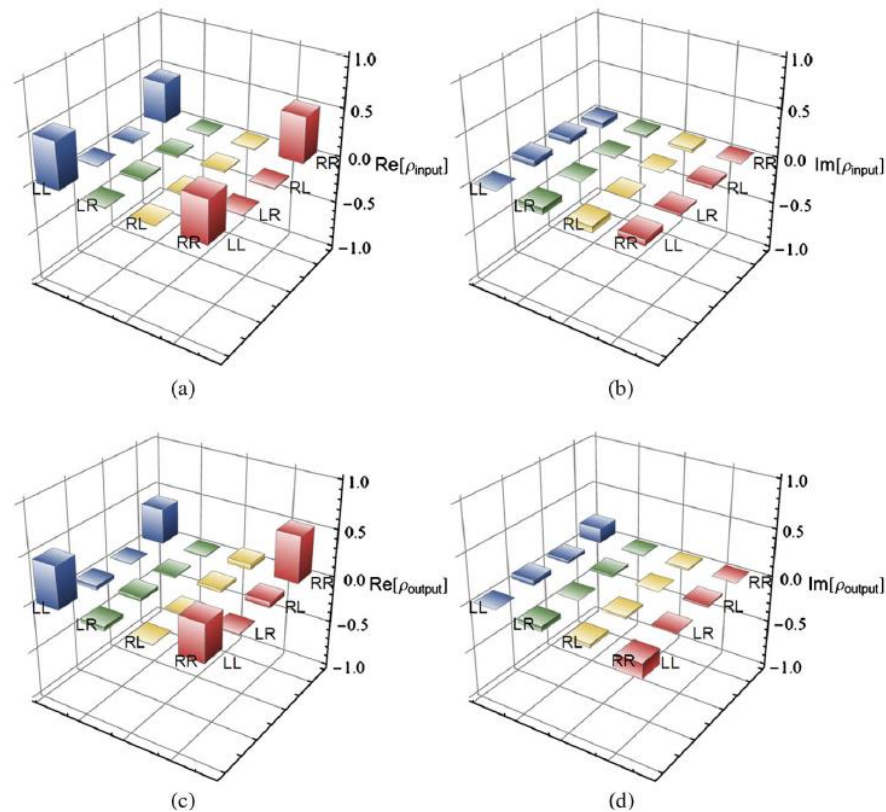 1.0
0.5
0.0
-0.5
-1.0
Re[ρinput]
LL
LR
RL
RR
LL
LR
RL
RR
(a)
1.0
0.5
0.0
-0.5
-1.0
Im[ρinput]
LL
LR
RL
RR
LL
LR
RL
RR
(b)
1.0
0.5
0.0
-0.5
-1.0
Re[ρoutput]
LL
LR
RL
RR
LL
LR
RL
RR
(c)
1.0
0.5
0.0
-0.5
-1.0
Im[ρoutput]
LL
LR
RL
RR
LL
LR
RL
RR
(d)